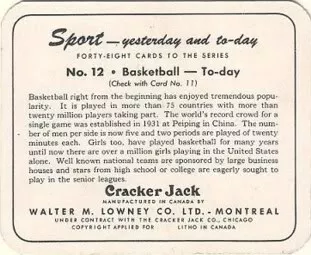 Sport — yesterday and to-day
FORTY-EIGHT CARDS TO THE SERIES
No. 12 • Basketball — To-day
(Check with Card No. 11)
Basketball right from the beginning has enjoyed tremendous popu-
larity. It is played in more than 75 countries with more than
twenty million players taking part. The world's record crowd for a
single game was established in 1931 at Peiping in China. The num-
ber of men per side is now five and two periods are played of twenty
minutes each. Girls too, have played basketball for many years
until now there are over a million girls playing in the United States
alone. Well known national teams are sponsored by large business
houses and stars from high school or college are eagerly sought to
play in the senior leagues.
Cracker Jack
MANUFACTURED IN CANADA BY
WALTER M. LOWNEY CO. LTD. - MONTREAL
UNDER CONTRACT WITH THE CRACKER JACK CO., CHICAGO
COPYRIGHT APPLIED FOR LITHO IN CANADA